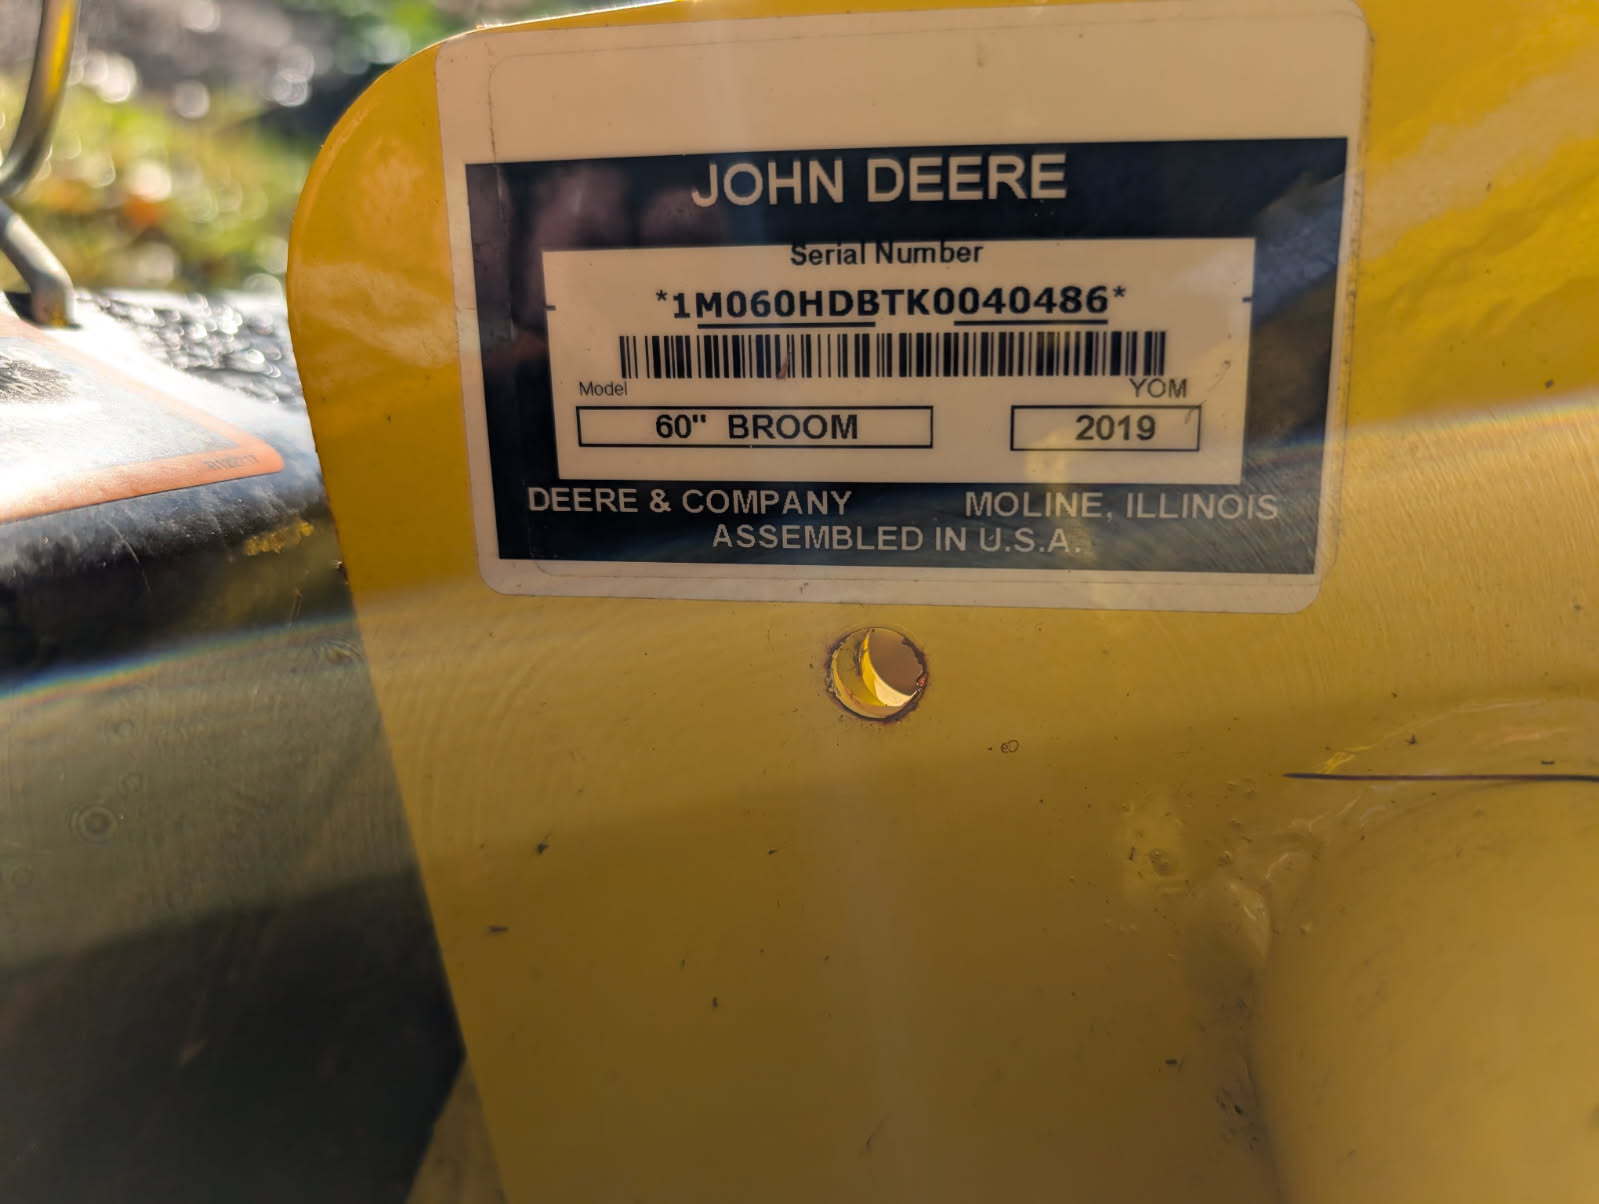 JOHN DEERE
Serial Number
*1M060HDBTK0040486*
Model YOM
60" BROOM 2019
DEERE & COMPANY MOLINE, ILLINOIS
ASSEMBLED IN U.S.A.